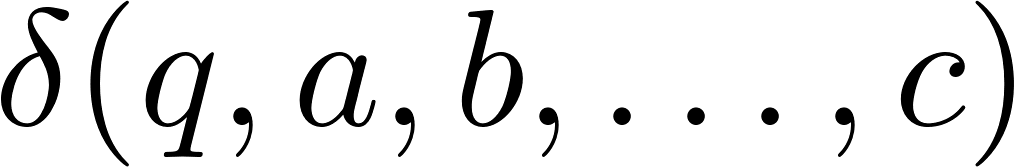 δ(q, a, b, . . . , c)